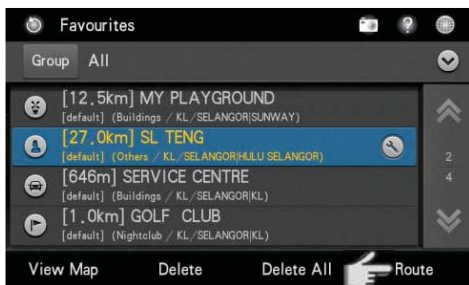 Favourites
Group All
[12.5km] MY PLAYGROUND
[default] (Buildings / KL/SELANGOR|SUNWAY)
[27.0km] SL TENG
[default] (Others / KL/SELANGOR|HULU SELANGOR)
2
[646m] SERVICE CENTRE
4
[default] (Buildings / KL/SELANGOR|KL)
[1.0km] GOLF CLUB
[default] (Nightclub / KL/SELANGOR|KL)
View Map Delete Delete All Route